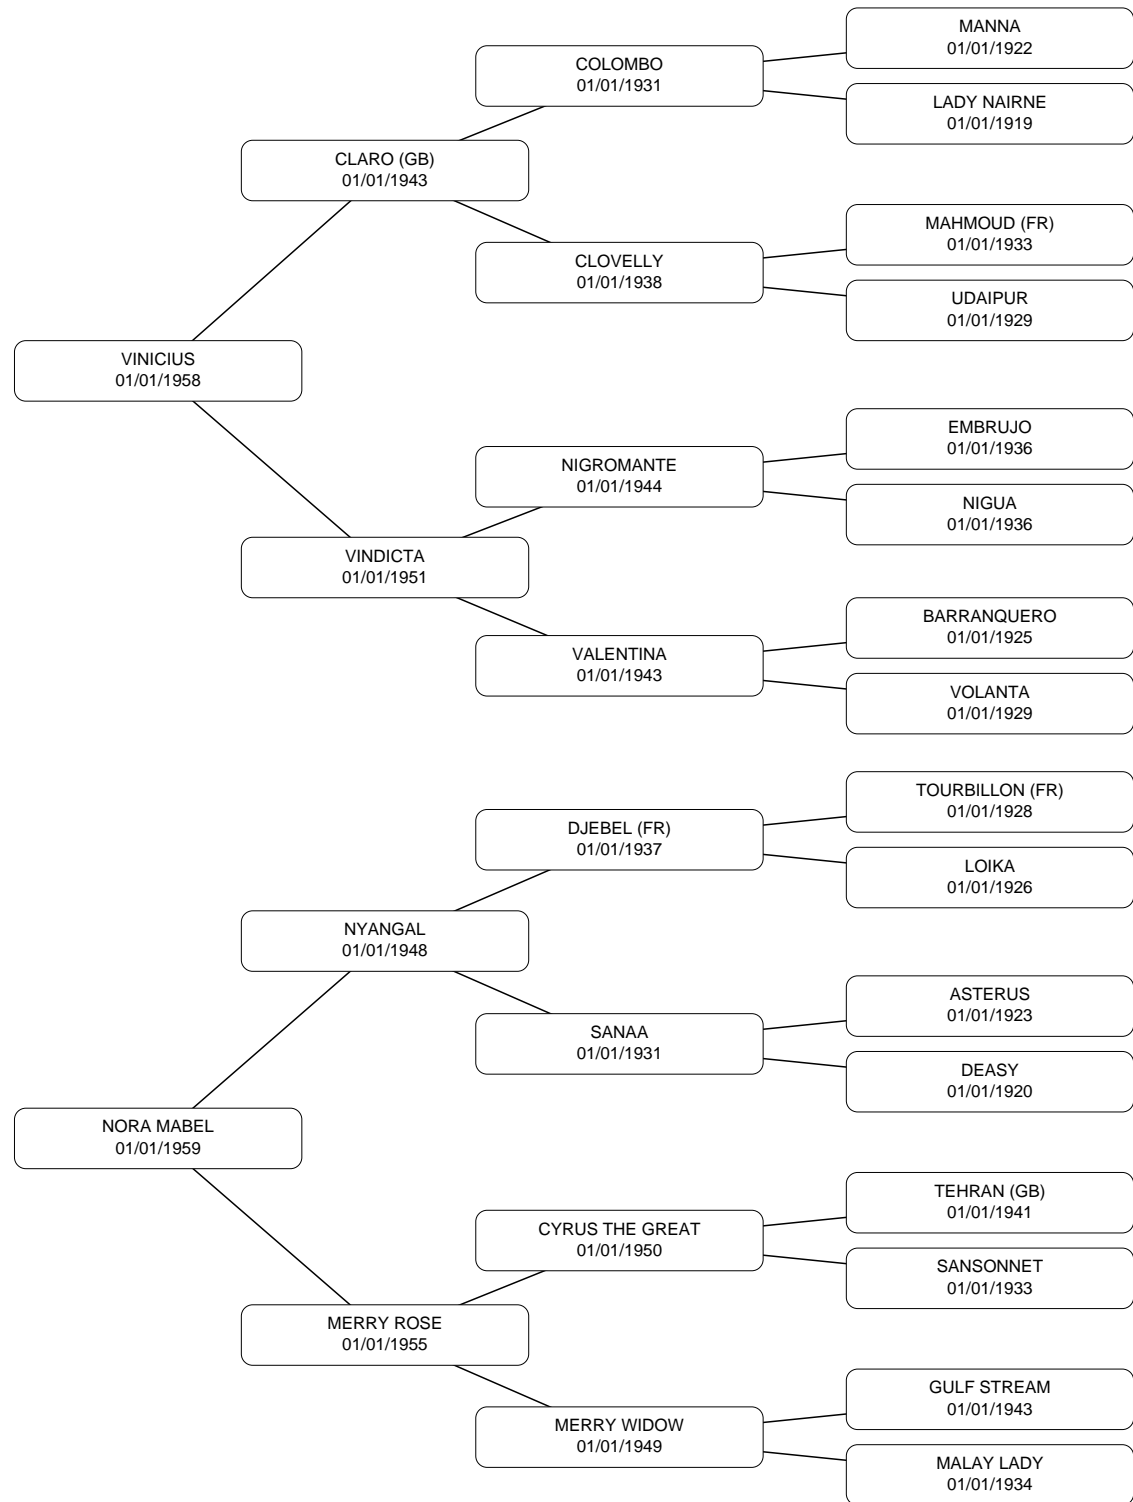 MANNA
01/01/1922
COLOMBO
01/01/1931
LADY NAIRNE
01/01/1919
CLARO (GB)
01/01/1943
MAHMOUD (FR)
01/01/1933
CLOVELLY
01/01/1938
UDAIPUR
01/01/1929
VINICIUS
01/01/1958
EMBRUJO
01/01/1936
NIGROMANTE
01/01/1944
NIGUA
01/01/1936
VINDICTA
01/01/1951
BARRANQUERO
01/01/1925
VALENTINA
01/01/1943
VOLANTA
01/01/1929
TOURBILLON (FR)
01/01/1928
DJEBEL (FR)
01/01/1937
LOIKA
01/01/1926
NYANGAL
01/01/1948
ASTERUS
01/01/1923
SANAA
01/01/1931
DEASY
01/01/1920
NORA MABEL
01/01/1959
TEHRAN (GB)
01/01/1941
CYRUS THE GREAT
01/01/1950
SANSONNET
01/01/1933
MERRY ROSE
01/01/1955
GULF STREAM
01/01/1943
MERRY WIDOW
01/01/1949
MALAY LADY
01/01/1934